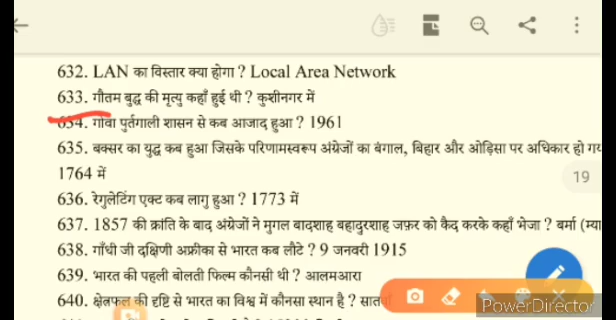 632. LAN का विस्तार क्या होगा ? Local Area Network
633. गौतम बुद्ध की मृत्यु कहाँ हुई थी ? कुशीनगर में
634. गोवा पुर्तगाली शासन से कब आजाद हुआ ? 1961
635. बक्सर का युद्ध कब हुआ जिसके परिणामस्वरूप अंग्रेजों का बंगाल, बिहार और ओड़िसा पर अधिकार हो
1764 में
19
636. रेगुलेटिंग एक्ट कब लागु हुआ ? 1773 में
637. 1857 की क्रांति के बाद अंग्रेजों ने मुगल बादशाह बहादुरशाह जफ़र को कैद करके कहाँ भेजा ? बर्मा
638. गाँधी जी दक्षिणी अफ्रीका से भारत कब लौटे ? 9 जनवरी 1915
639. भारत की पहली बोलती फिल्म कौनसी थी ? आलमआरा
640. क्षेत्रफल की दृष्टि से भारत का विश्व में कौनसा स्थान है ?
PowerDirector